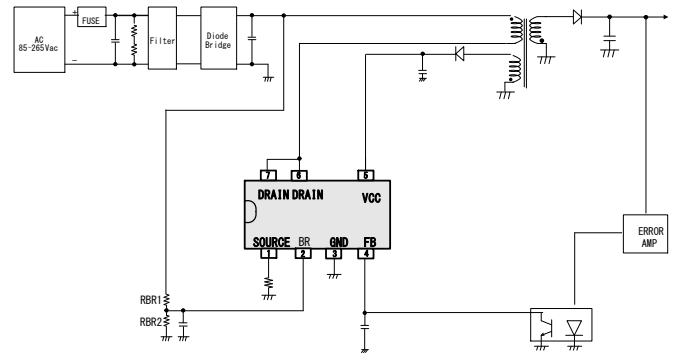 AC
85-265Vac
+
-
FUSE
Filter
Diode
Bridge
7
6
5
DRAIN DRAIN
VCC
SOURCE BR GND FB
1
2
3
4
RBR1
RBR2
ERROR
AMP